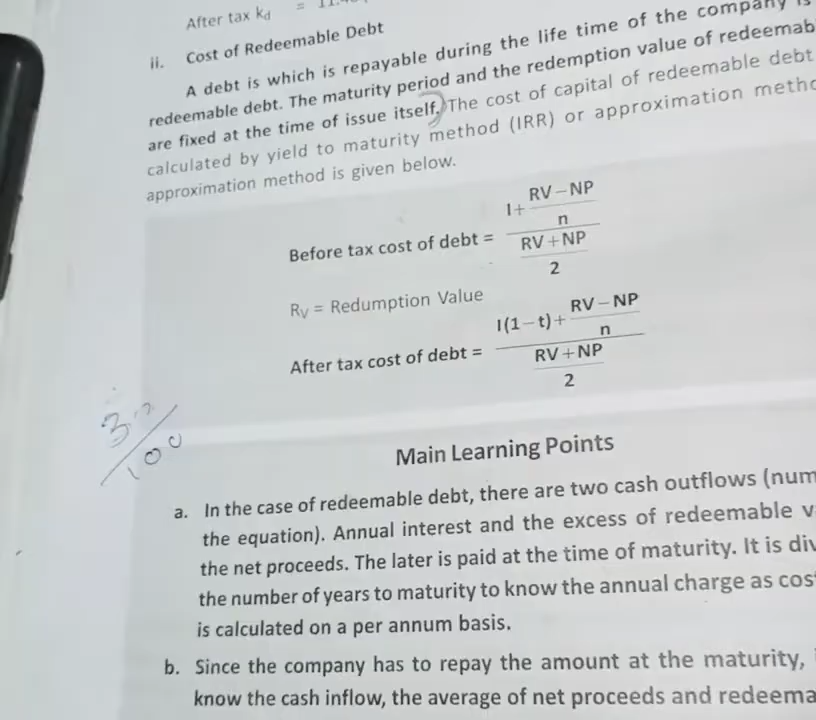 After tax kd =
ii. Cost of Redeemable Debt
A debt is which is repayable during the life time of the company is
redeemable debt. The maturity period and the redemption value of redeemab
are fixed at the time of issue itself. The cost of capital of redeemable debt
calculated by yield to maturity method (IRR) or approximation metho
approximation method is given below.
RV – NP
I+
n
Before tax cost of debt =
RV + NP
2
RV = Redumption Value
RV – NP
I(1 – t)+
n
After tax cost of debt =
RV + NP
2
3
100
Main Learning Points
a. In the case of redeemable debt, there are two cash outflows (num
the equation). Annual interest and the excess of redeemable v
the net proceeds. The later is paid at the time of maturity. It is div
the number of years to maturity to know the annual charge as cos
is calculated on a per annum basis.
b. Since the company has to repay the amount at the maturity,
know the cash inflow, the average of net proceeds and redeema